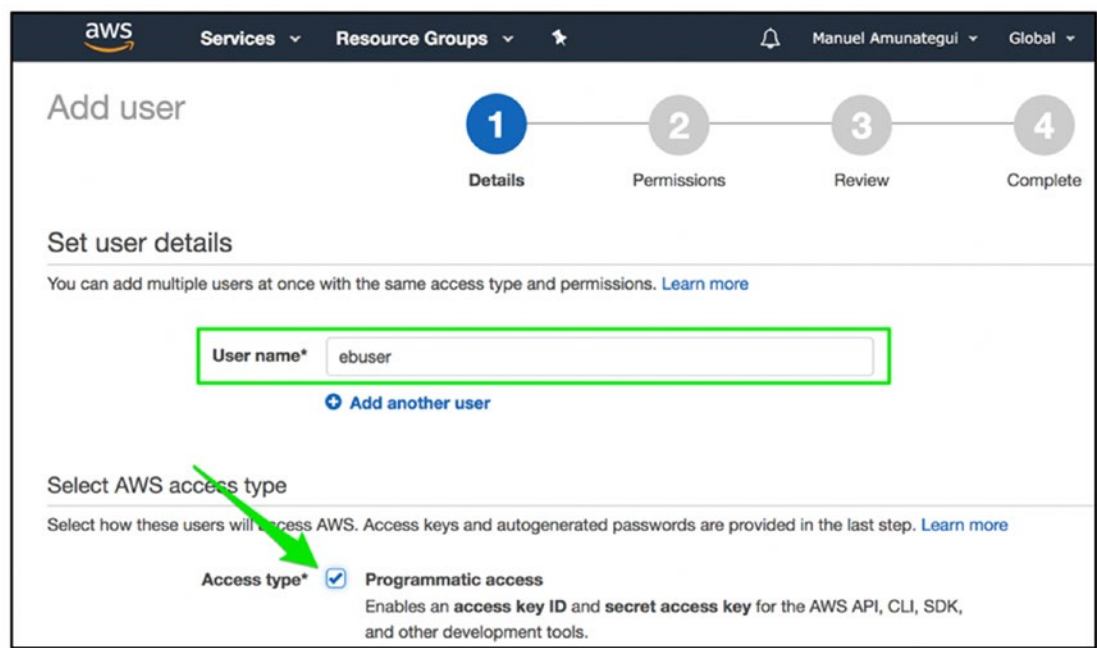 aws Services Resource Groups Manuel Amunategui Global
Add user
1 2 3 4
Details Permissions Review Complete
Set user details
You can add multiple users at once with the same access type and permissions. Learn more
User name* ebuser
Add another user
Select AWS access type
Select how these users will access AWS. Access keys and autogenerated passwords are provided in the last step. Learn more
Access type* Programmatic access
Enables an access key ID and secret access key for the AWS API, CLI, SDK,
and other development tools.